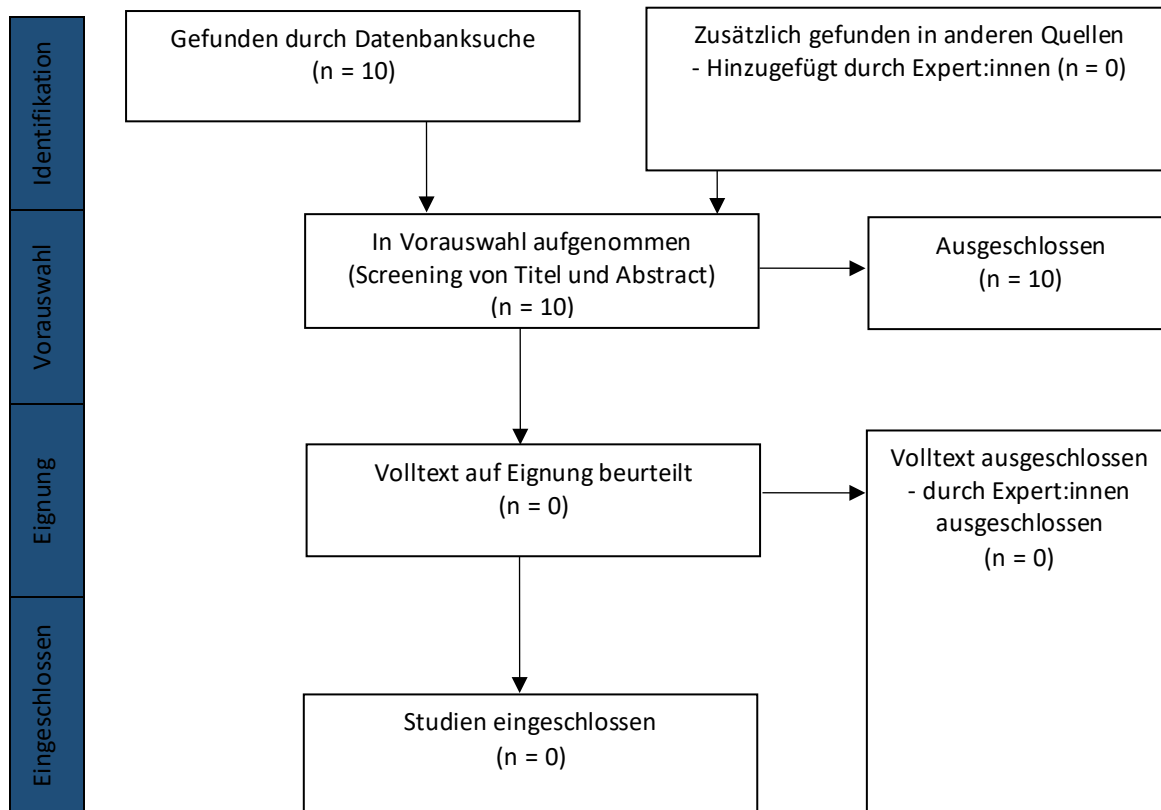 Identifikation
Gefunden durch Datenbanksuche
(n = 10)
Zusätzlich gefunden in anderen Quellen
- Hinzugefügt durch Expert:innen (n = 0)
Vorauswahl
In Vorauswahl aufgenommen
(Screening von Titel und Abstract)
(n = 10)
Ausgeschlossen
(n = 10)
Eignung
Volltext auf Eignung beurteilt
(n = 0)
Volltext ausgeschlossen
- durch Expert:innen
ausgeschlossen
(n = 0)
Eingeschlossen
Studien eingeschlossen
(n = 0)